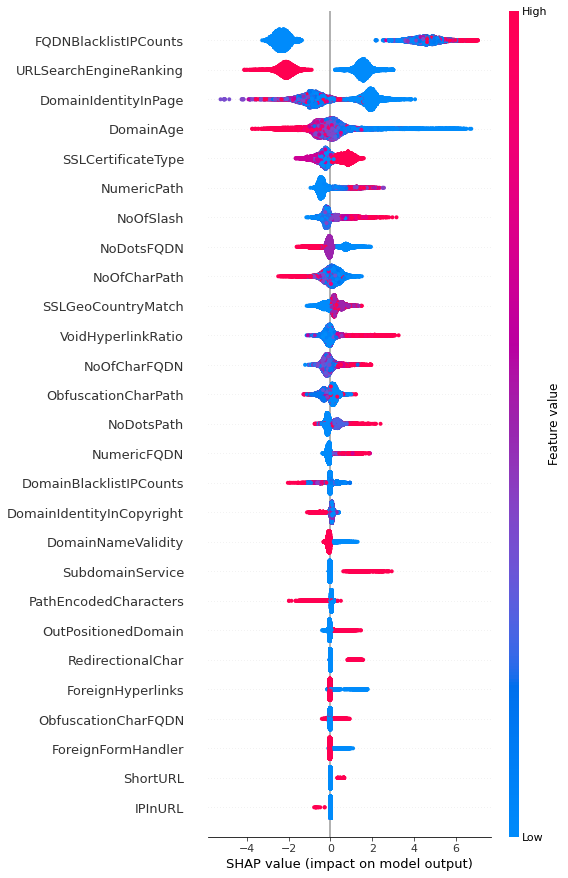 High
FQDNBlacklistIPCounts
URLSearchEngineRanking
DomainIdentityInPage
DomainAge
SSLCertificateType
NumericPath
NoOfSlash
NoDotsFQDN
NoOfCharPath
SSLGeoCountryMatch
VoidHyperlinkRatio
NoOfCharFQDN
ObfuscationCharPath
NoDotsPath
NumericFQDN
DomainBlacklistIPCounts
DomainIdentityInCopyright
DomainNameValidity
SubdomainService
PathEncodedCharacters
OutPositionedDomain
RedirectionalChar
ForeignHyperlinks
ObfuscationCharFQDN
ForeignFormHandler
ShortURL
IPInURL
Feature value
Low
−4 −2 0 2 4 6
SHAP value (impact on model output)